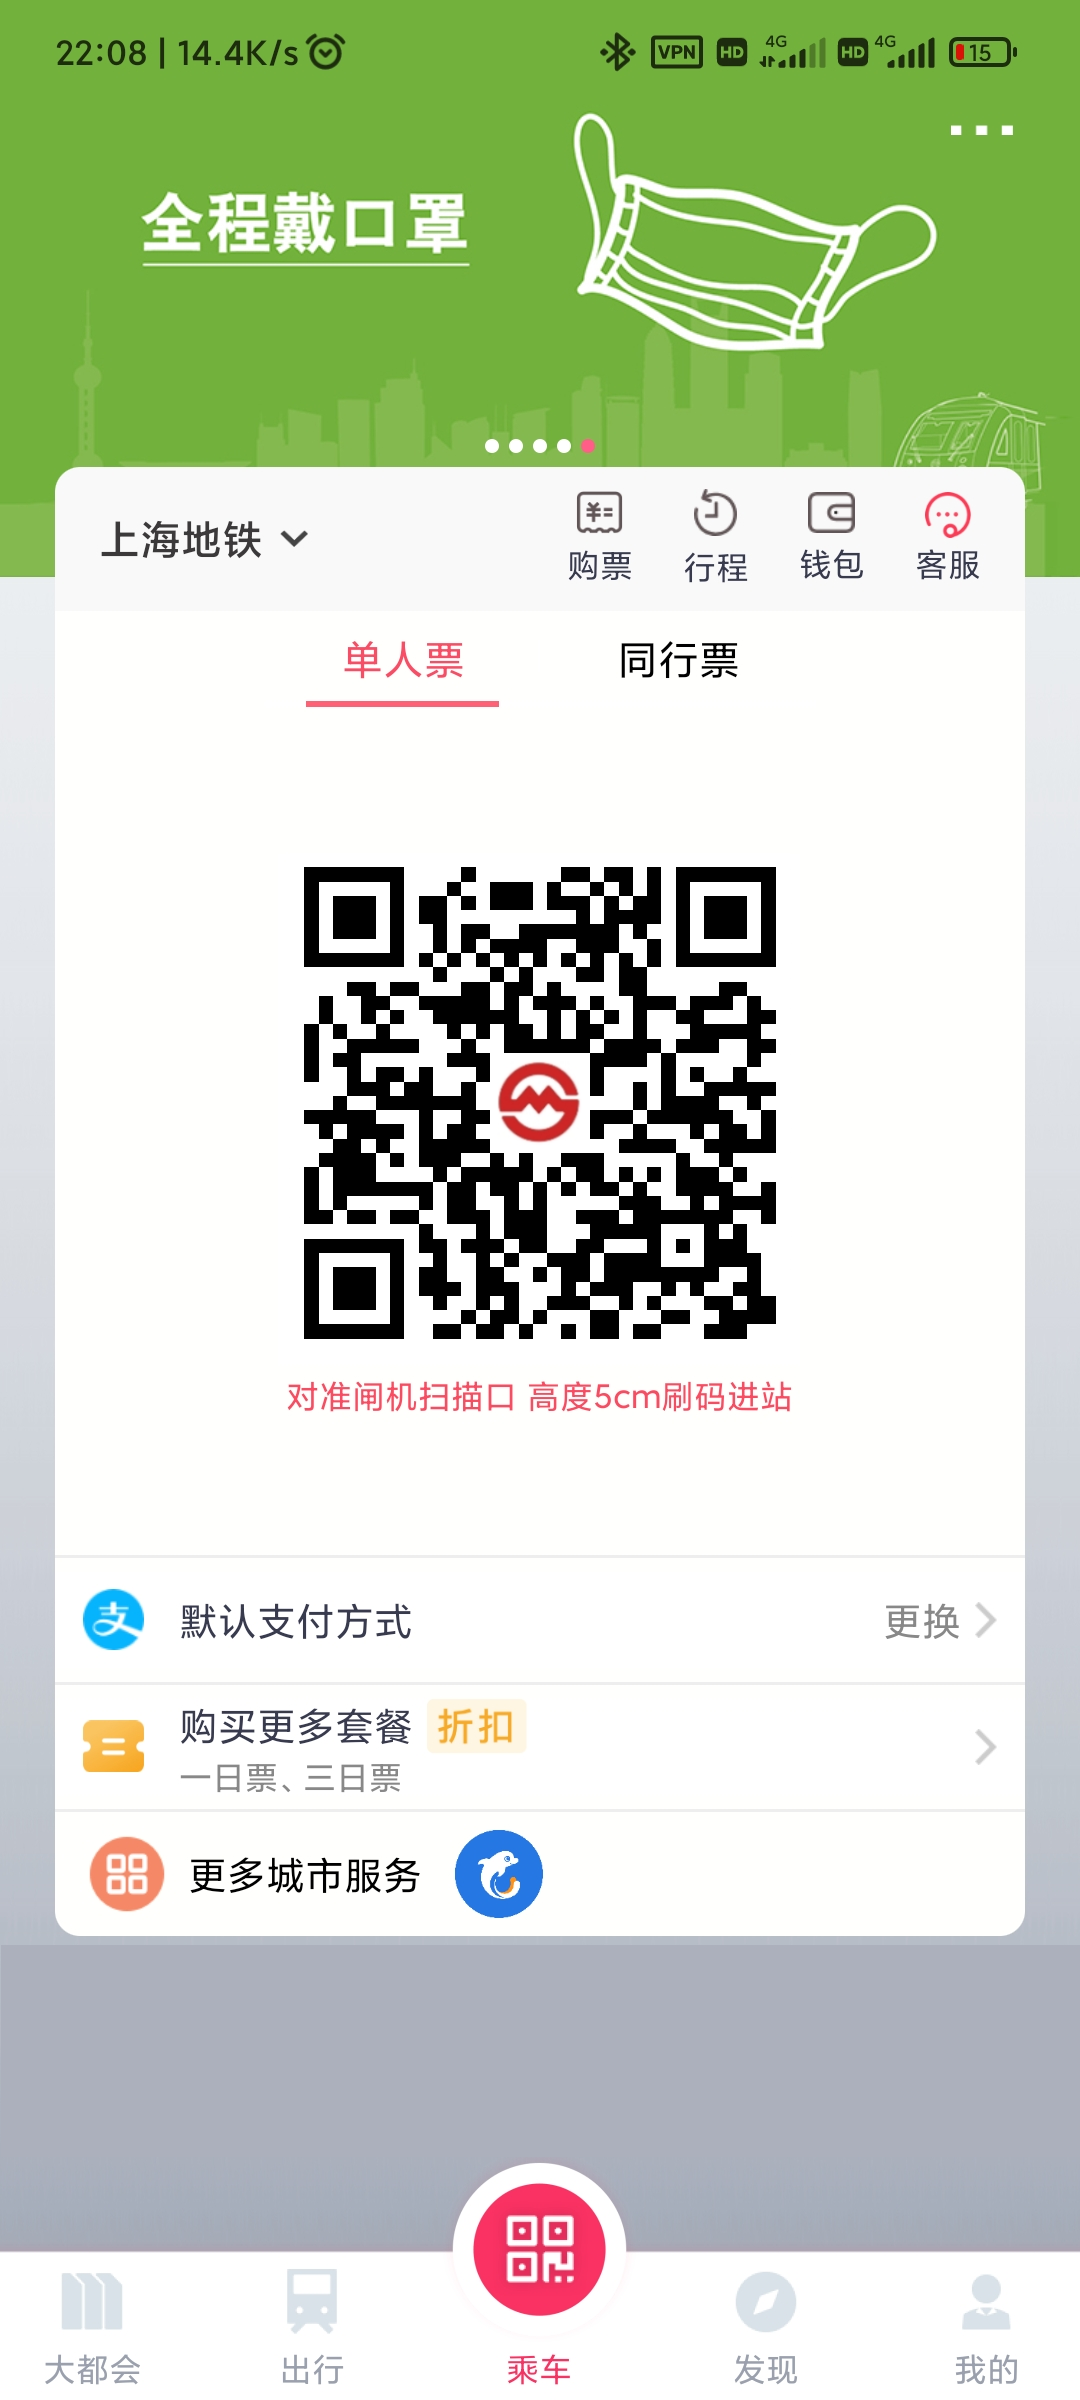 22:08 | 14.4K/s VPN HD 4G HD 4G 15
全程戴口罩
上海地铁
购票 行程 钱包 客服
单人票 同行票
对准闸机扫描口 高度5cm刷码进站
支 默认支付方式 更换
购买更多套餐 折扣
一日票、三日票
更多城市服务
大都会 出行 乘车 发现 我的